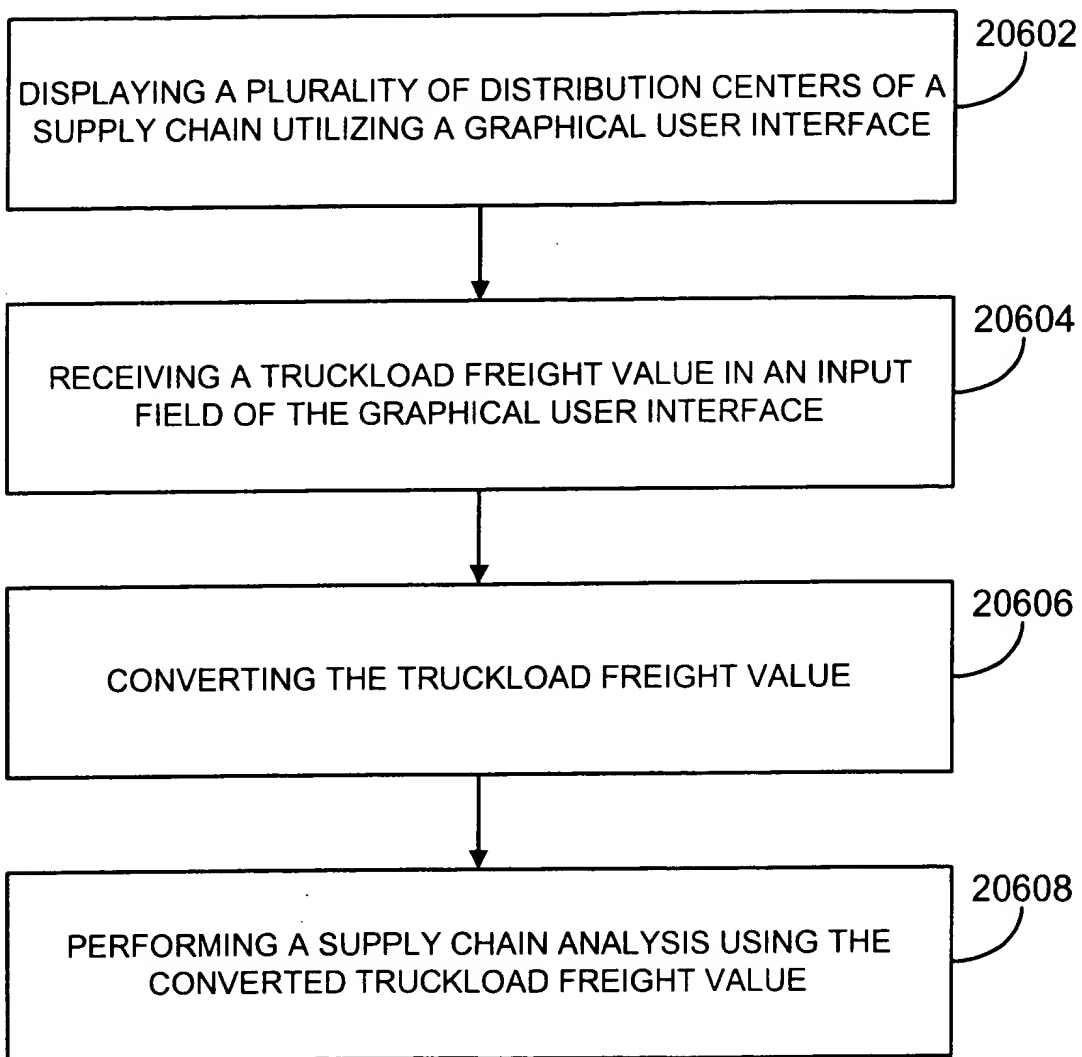 20602
DISPLAYING A PLURALITY OF DISTRIBUTION CENTERS OF A
SUPPLY CHAIN UTILIZING A GRAPHICAL USER INTERFACE
20604
RECEIVING A TRUCKLOAD FREIGHT VALUE IN AN INPUT
FIELD OF THE GRAPHICAL USER INTERFACE
20606
CONVERTING THE TRUCKLOAD FREIGHT VALUE
20608
PERFORMING A SUPPLY CHAIN ANALYSIS USING THE
CONVERTED TRUCKLOAD FREIGHT VALUE